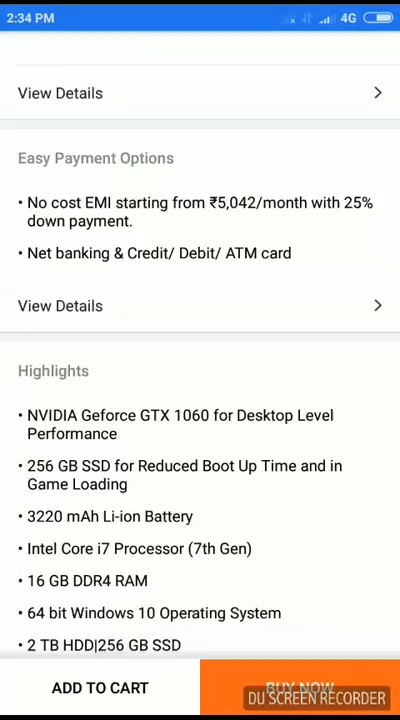 2:34 PM 4G
View Details
Easy Payment Options
• No cost EMI starting from ₹5,042/month with 25%
down payment.
• Net banking & Credit/ Debit/ ATM card
View Details
Highlights
• NVIDIA Geforce GTX 1060 for Desktop Level
Performance
• 256 GB SSD for Reduced Boot Up Time and in
Game Loading
• 3220 mAh Li-ion Battery
• Intel Core i7 Processor (7th Gen)
• 16 GB DDR4 RAM
• 64 bit Windows 10 Operating System
• 2 TB HDD|256 GB SSD
ADD TO CART
BUY NOW
DU SCREEN RECORDER